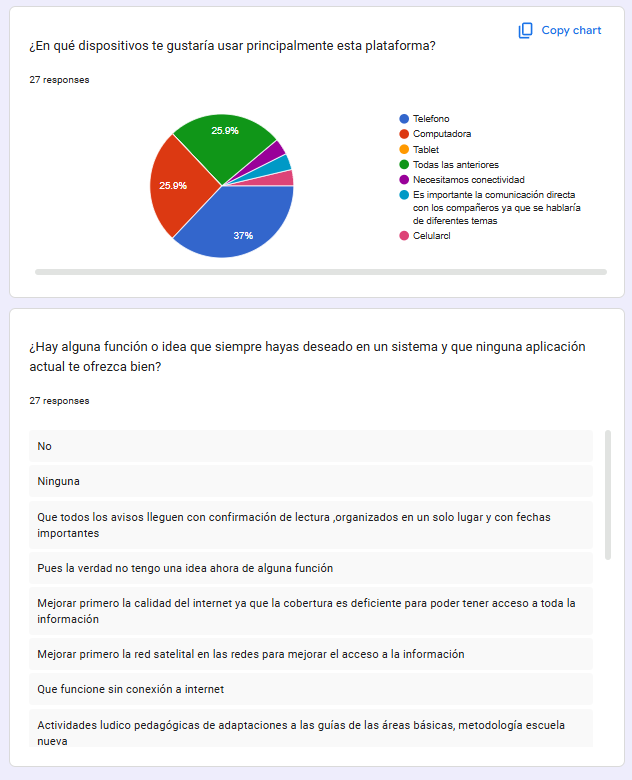 Copy chart
¿En qué dispositivos te gustaría usar principalmente esta plataforma?
27 responses
25.9%
25.9%
37%
Telefono
Computadora
Tablet
Todas las anteriores
Necesitamos conectividad
Es importante la comunicación directa
con los compañeros ya que se hablaría
de diferentes temas
Celularcl
¿Hay alguna función o idea que siempre hayas deseado en un sistema y que ninguna aplicación
actual te ofrezca bien?
27 responses
No
Ninguna
Que todos los avisos lleguen con confirmación de lectura ,organizados en un solo lugar y con fechas
importantes
Pues la verdad no tengo una idea ahora de alguna función
Mejorar primero la calidad del internet ya que la cobertura es deficiente para poder tener acceso a toda la
información
Mejorar primero la red satelital en las redes para mejorar el acceso a la información
Que funcione sin conexión a internet
Actividades ludico pedagógicas de adaptaciones a las guías de las áreas básicas, metodología escuela
nueva